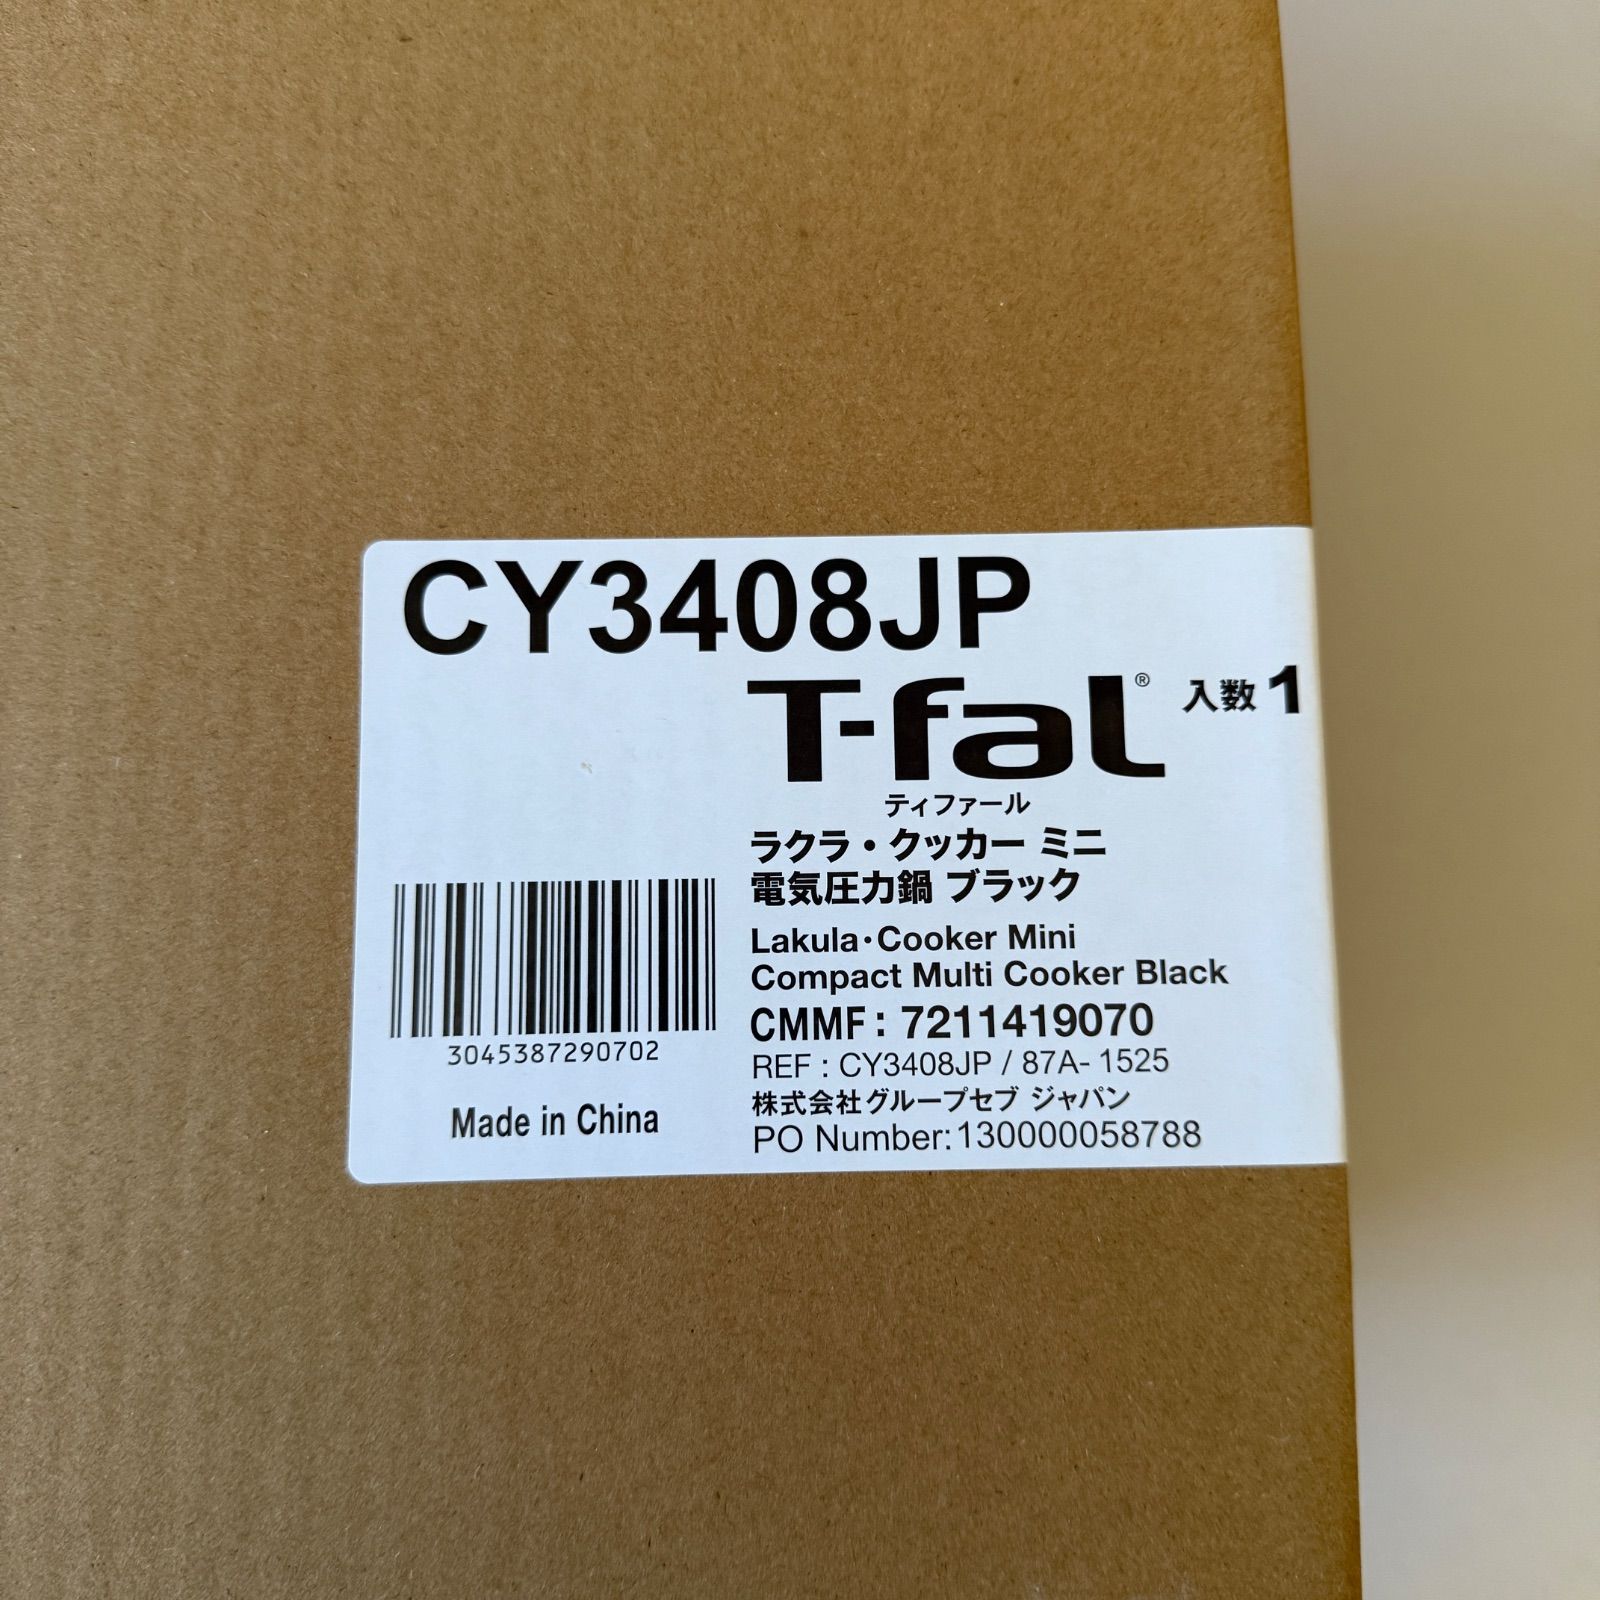 CY3408JP
T-fal® 入数 1
ティファール
ラクラ・クッカー ミニ
電気圧力鍋 ブラック
Lakula・Cooker Mini
Compact Multi Cooker Black
CMMF : 7211419070
REF : CY3408JP / 87A- 1525
株式会社グループセブ ジャパン
PO Number:130000058788
3045387290702
Made in China